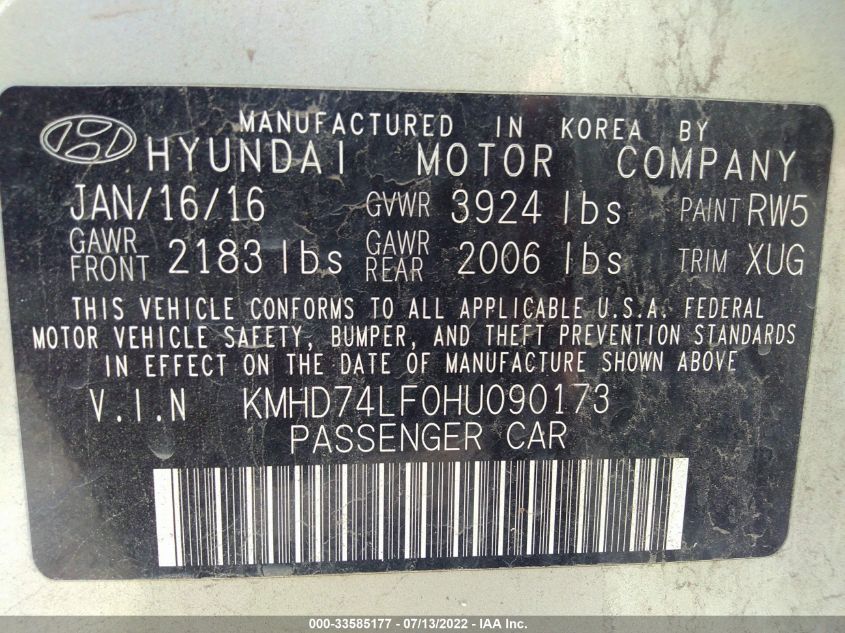 MANUFACTURED IN KOREA BY
HYUNDAI MOTOR COMPANY
JAN/16/16 GVWR 3924 lbs PAINT RW5
GAWR FRONT 2183 lbs GAWR REAR 2006 lbs TRIM XUG
THIS VEHICLE CONFORMS TO ALL APPLICABLE U.S.A. FEDERAL
MOTOR VEHICLE SAFETY, BUMPER, AND THEFT PREVENTION STANDARDS
IN EFFECT ON THE DATE OF MANUFACTURE SHOWN ABOVE
V.I.N KMHD74LF0HU090173
PASSENGER CAR
000-33585177 - 07/13/2022 - IAA Inc.